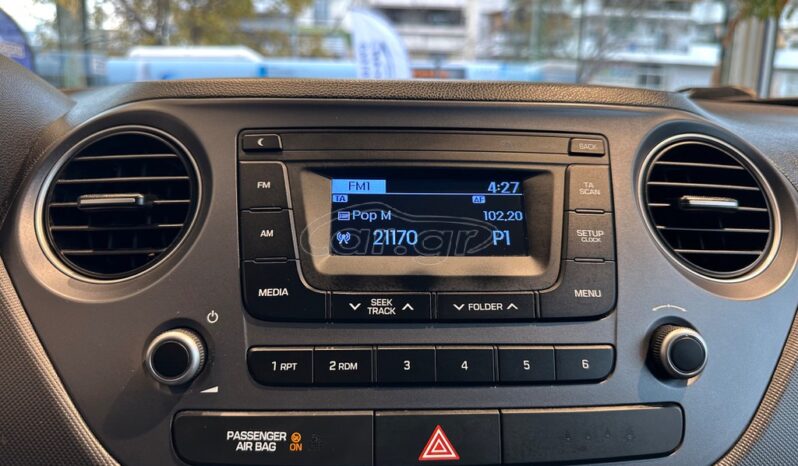 BACK
FM
FM1
4:27
TA
SCAN
TA
AF
Pop M
102.20
AM
21170
P1
SETUP
CLOCK
car.gr
MEDIA
SEEK
TRACK
FOLDER
MENU
1 RPT
2 RDM
3
4
5
6
PASSENGER
AIR BAG
ON